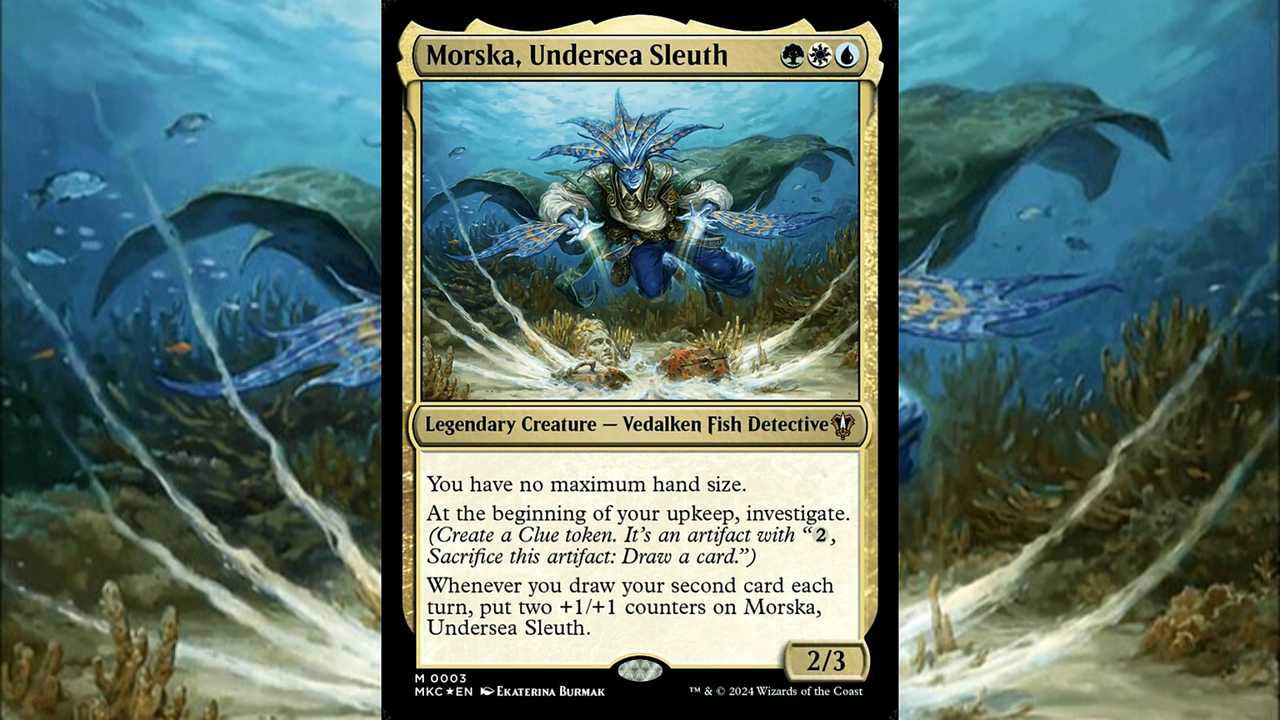 Morska, Undersea Sleuth
Legendary Creature — Vedalken Fish Detective
You have no maximum hand size.
At the beginning of your upkeep, investigate.
(Create a Clue token. It's an artifact with “2,
Sacrifice this artifact: Draw a card.”)
Whenever you draw your second card each
turn, put two +1/+1 counters on Morska,
Undersea Sleuth.
2/3
M 0003
MKC★EN Ekaterina Burmak
™ & © 2024 Wizards of the Coast